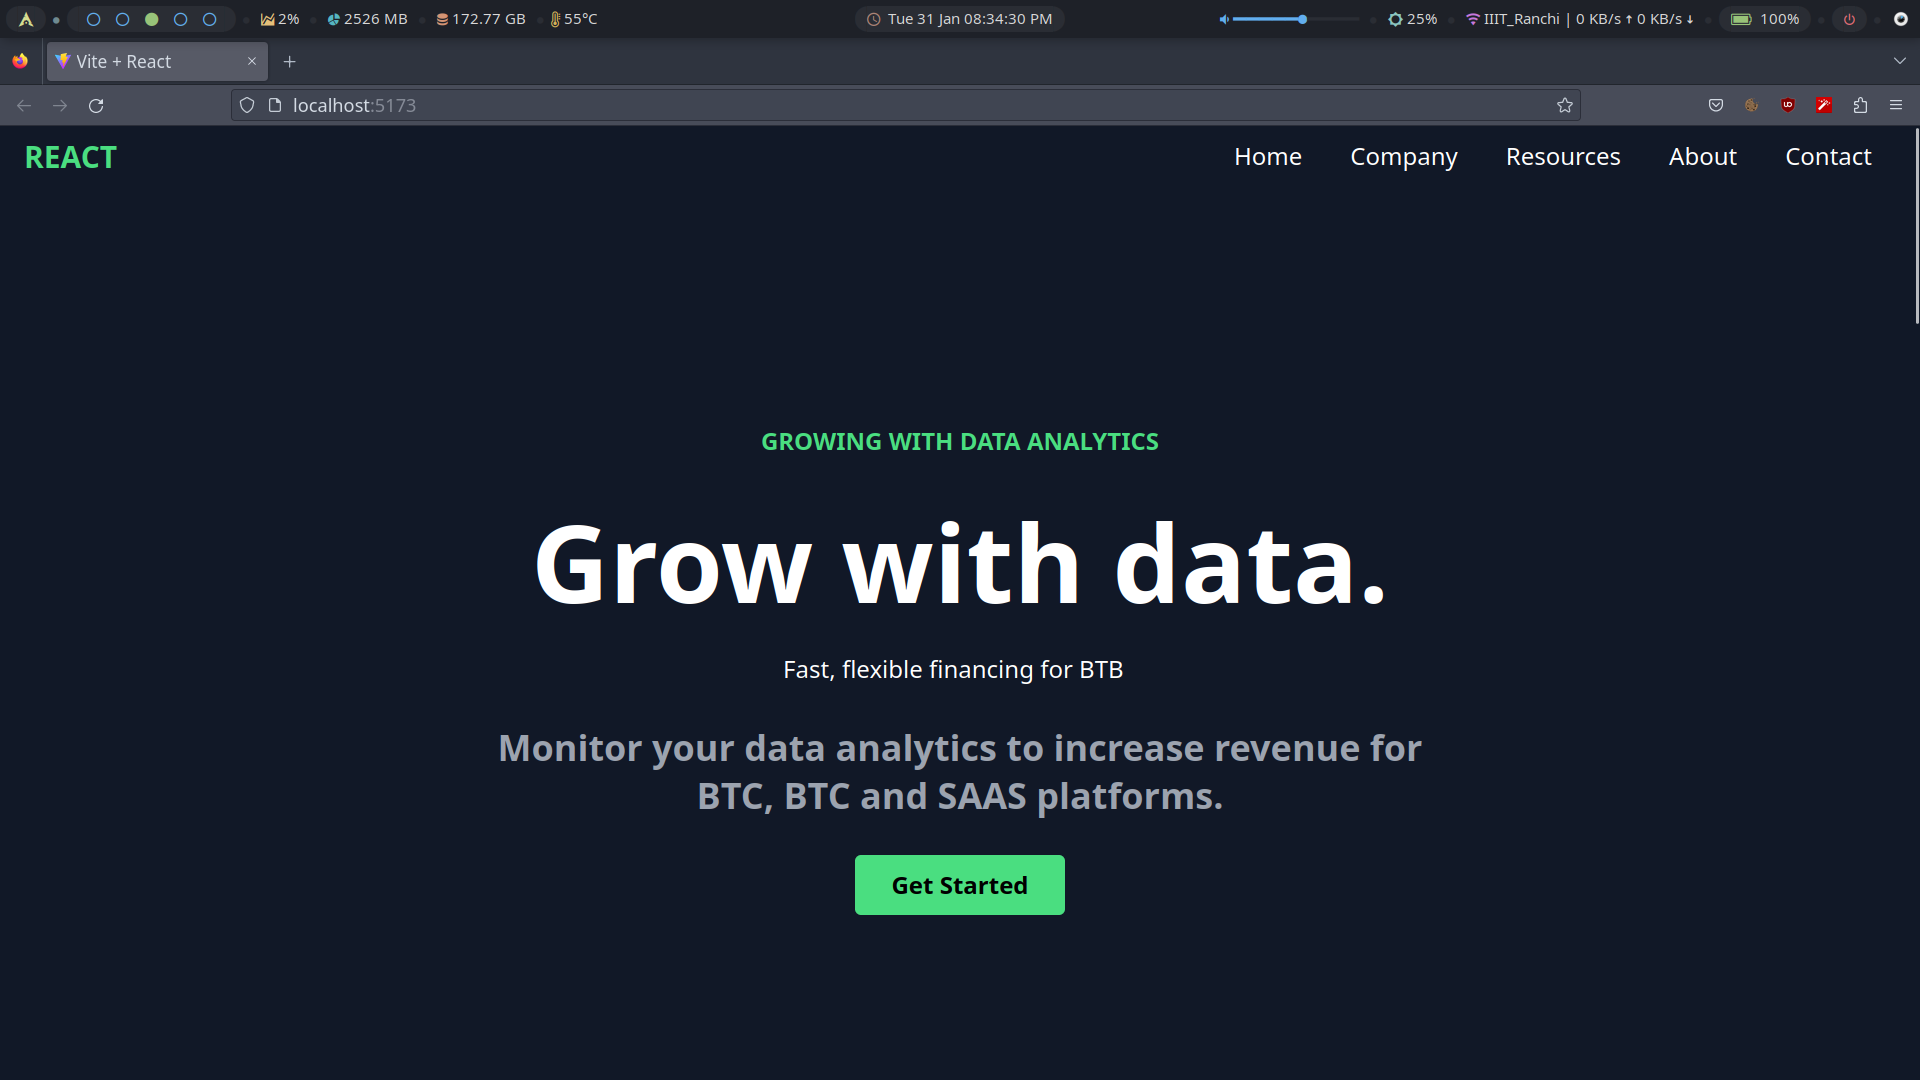 2% 2526 MB 172.77 GB 55°C Tue 31 Jan 08:34:30 PM 25% IIIT_Ranchi | 0 KB/s ↑ 0 KB/s ↓ 100%
Vite + React
localhost:5173
REACT Home Company Resources About Contact
GROWING WITH DATA ANALYTICS
Grow with data.
Fast, flexible financing for BTB
Monitor your data analytics to increase revenue for
BTC, BTC and SAAS platforms.
Get Started